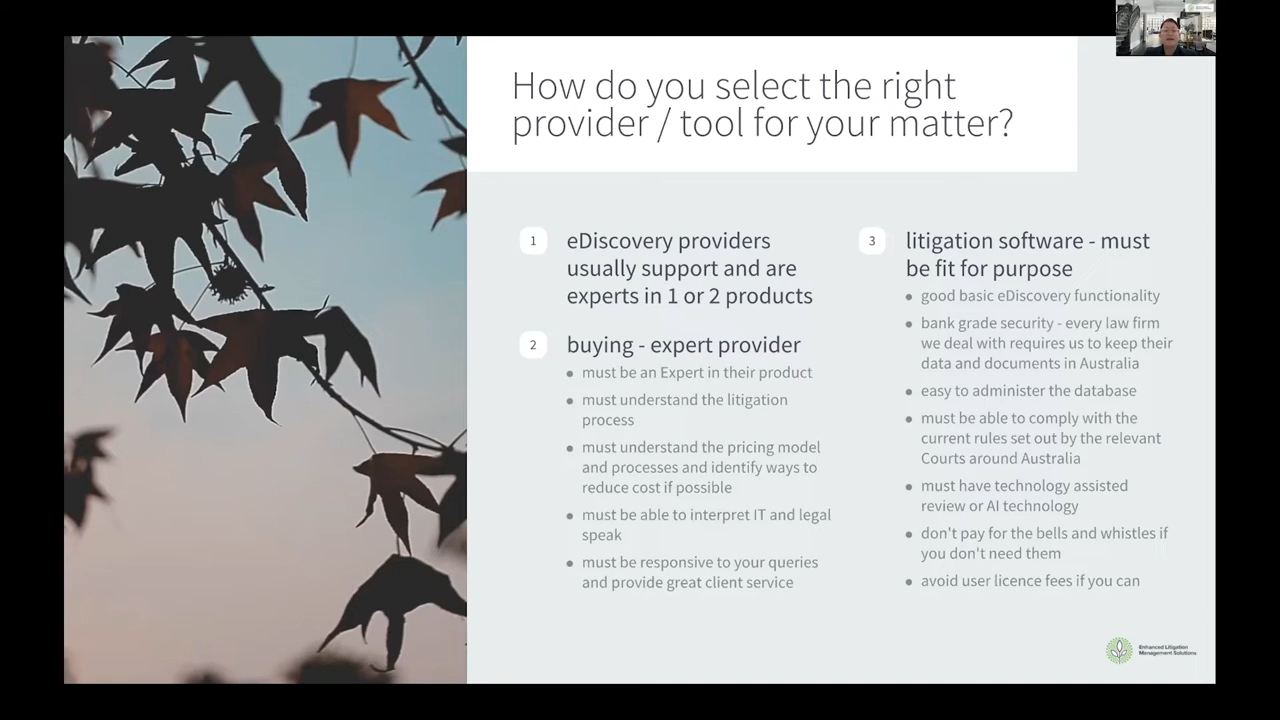 How do you select the right
provider / tool for your matter?
1
eDiscovery providers
usually support and are
experts in 1 or 2 products
2
buying - expert provider
• must be an Expert in their product
• must understand the litigation
process
• must understand the pricing model
and processes and identify ways to
reduce cost if possible
• must be able to interpret IT and legal
speak
• must be responsive to your queries
and provide great client service
3
litigation software - must
be fit for purpose
• good basic eDiscovery functionality
• bank grade security - every law firm
we deal with requires us to keep their
data and documents in Australia
• easy to administer the database
• must be able to comply with the
current rules set out by the relevant
Courts around Australia
• must have technology assisted
review or AI technology
• don't pay for the bells and whistles if
you don't need them
• avoid user licence fees if you can
Enhanced Litigation
Management Solutions